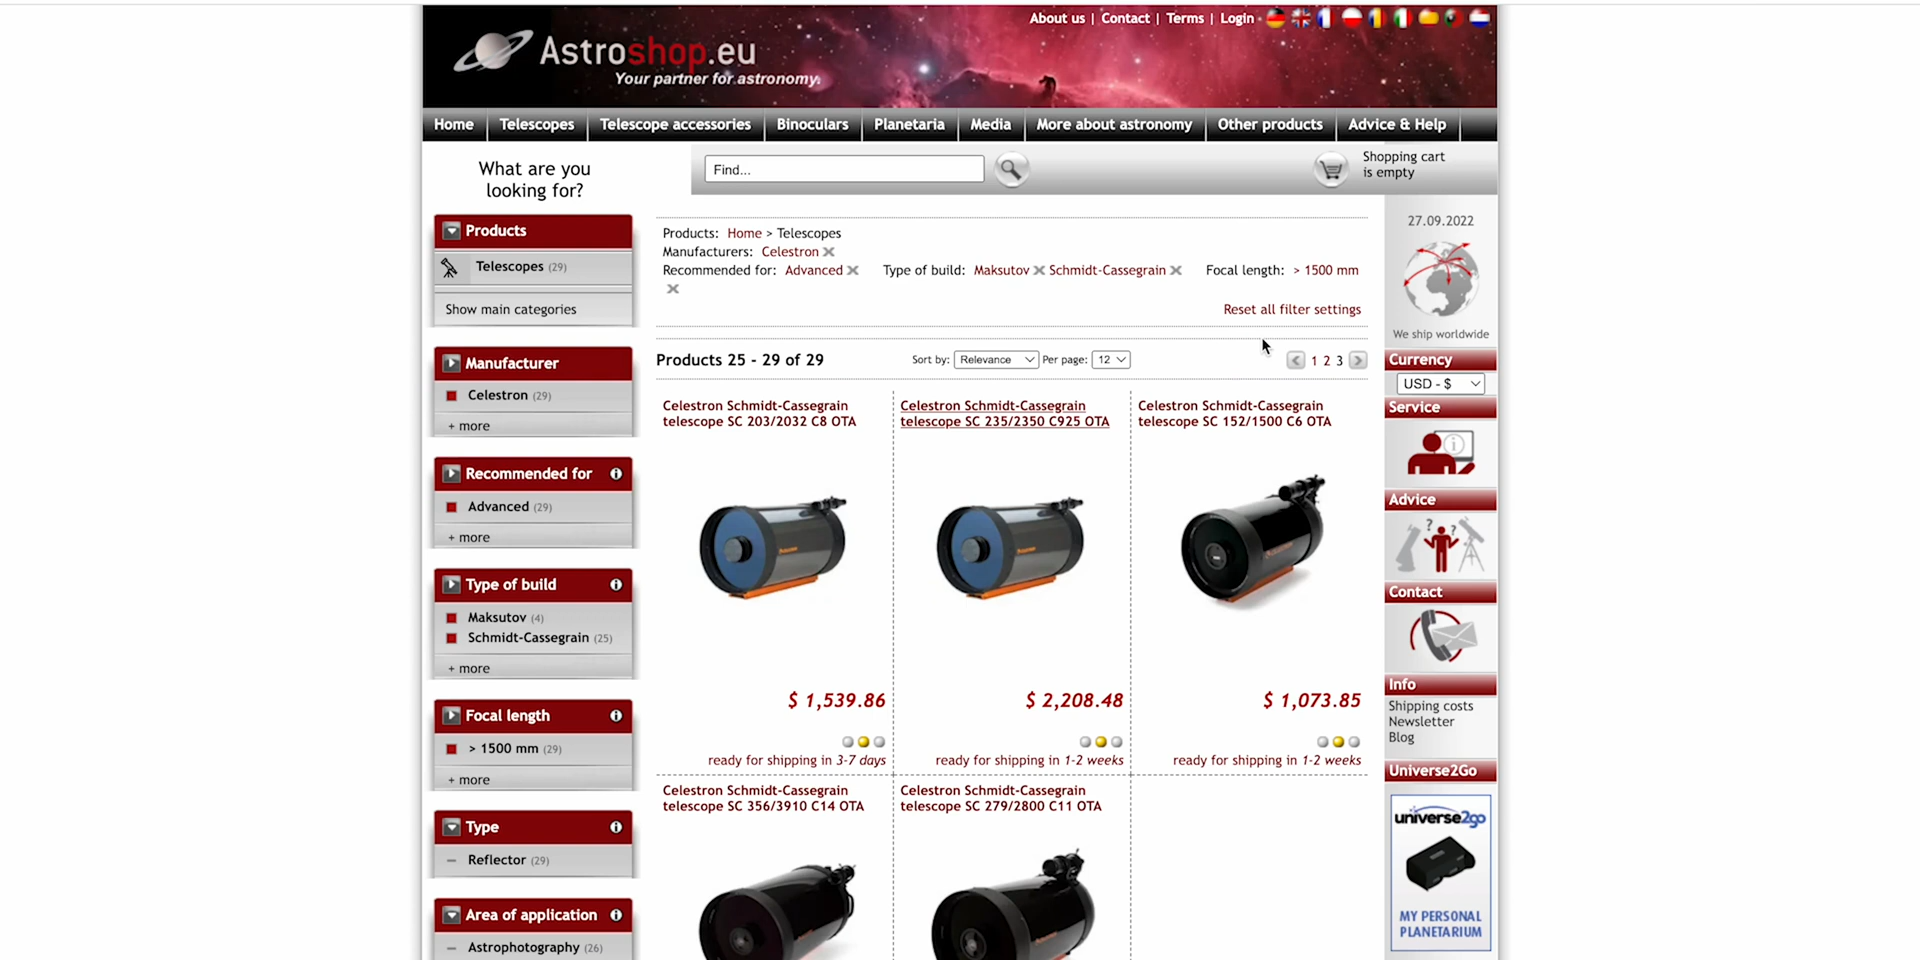 About us | Contact | Terms | Login
Astroshop.eu
Your partner for astronomy.
Home
Telescopes
Telescope accessories
Binoculars
Planetaria
Media
More about astronomy
Other products
Advice & Help
What are you
looking for?
Find...
Shopping cart
is empty
Products
Telescopes (29)
Show main categories
Manufacturer
Celestron (29)
+ more
Recommended for
Advanced (29)
+ more
Type of build
Maksutov (4)
Schmidt-Cassegrain (25)
+ more
Focal length
> 1500 mm (29)
+ more
Type
Reflector (29)
Area of application
Astrophotography (26)
Products: Home > Telescopes
Manufacturers: Celestron
Recommended for: Advanced Type of build: Maksutov Schmidt-Cassegrain Focal length: > 1500 mm
Reset all filter settings
Products 25 - 29 of 29
Sort by: Relevance Per page: 12
1 2 3
Celestron Schmidt-Cassegrain
telescope SC 203/2032 C8 OTA
$ 1,539.86
ready for shipping in 3-7 days
Celestron Schmidt-Cassegrain
telescope SC 235/2350 C925 OTA
$ 2,208.48
ready for shipping in 1-2 weeks
Celestron Schmidt-Cassegrain
telescope SC 152/1500 C6 OTA
$ 1,073.85
ready for shipping in 1-2 weeks
Celestron Schmidt-Cassegrain
telescope SC 356/3910 C14 OTA
Celestron Schmidt-Cassegrain
telescope SC 279/2800 C11 OTA
27.09.2022
We ship worldwide
Currency
USD - $
Service
Advice
Contact
Info
Shipping costs
Newsletter
Blog
Universe2Go
universe2go
MY PERSONAL
PLANETARIUM